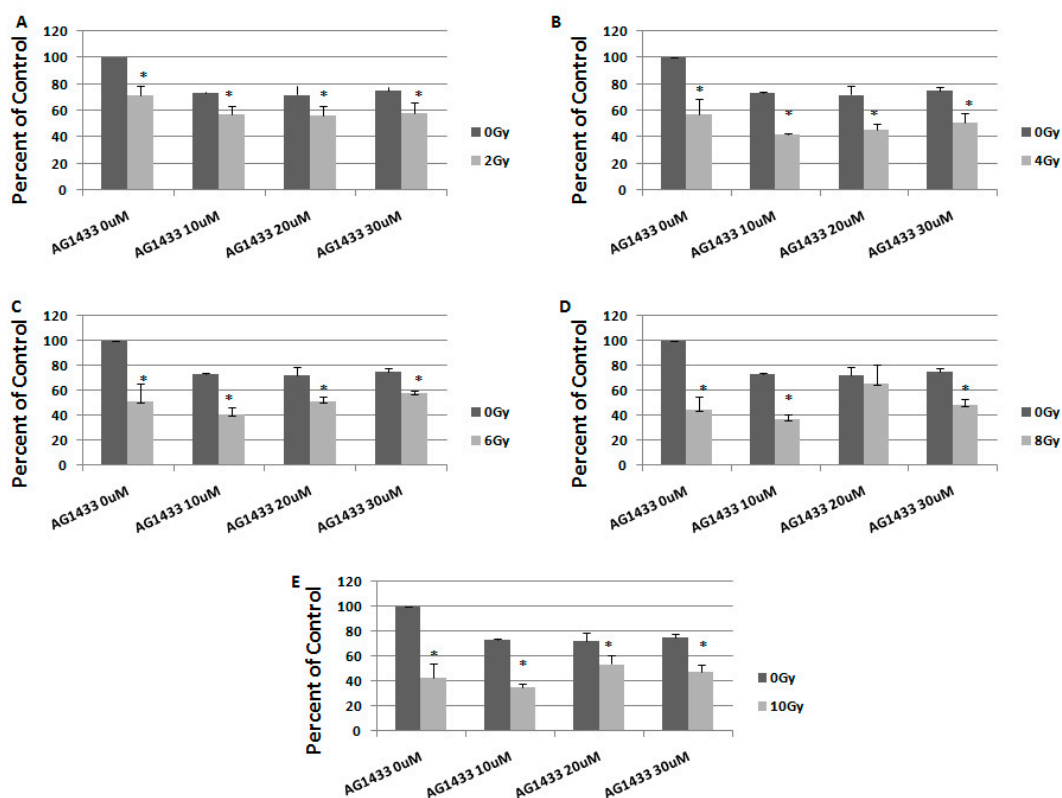 A
Percent of Control
120
100
80
60
40
20
0
*
*
*
*
0Gy
2Gy
AG1433 0uM
AG1433 10uM
AG1433 20uM
AG1433 30uM
B
Percent of Control
120
100
80
60
40
20
0
*
*
*
*
0Gy
4Gy
AG1433 0uM
AG1433 10uM
AG1433 20uM
AG1433 30uM
C
Percent of Control
120
100
80
60
40
20
0
*
*
*
*
0Gy
6Gy
AG1433 0uM
AG1433 10uM
AG1433 20uM
AG1433 30uM
D
Percent of Control
120
100
80
60
40
20
0
*
*
*
0Gy
8Gy
AG1433 0uM
AG1433 10uM
AG1433 20uM
AG1433 30uM
E
Percent of Control
120
100
80
60
40
20
0
*
*
*
*
0Gy
10Gy
AG1433 0uM
AG1433 10uM
AG1433 20uM
AG1433 30uM